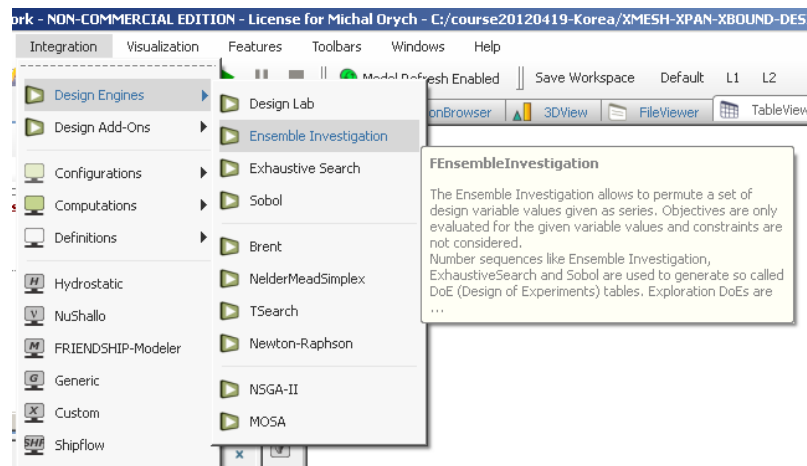 ork - NON-COMMERCIAL EDITION - License for Michal Orych - C:/course20120419-Korea/XMESH-XPAN-XBOUND-DES
Integration Visualization Features Toolbars Windows Help
Model Refresh Enabled Save Workspace Default L1 L2
onBrowser 3DView FileViewer TableView
Design Engines
Design Add-Ons
Configurations
Computations
Definitions
Hydrostatic
NuShallo
FRIENDSHIP-Modeler
Generic
Custom
Shipflow
Design Lab
Ensemble Investigation
Exhaustive Search
Sobol
Brent
NelderMeadSimplex
TSearch
Newton-Raphson
NSGA-II
MOSA
FEnsembleInvestigation
The Ensemble Investigation allows to permute a set of
design variable values given as series. Objectives are only
evaluated for the given variable values and constraints are
not considered.
Number sequences like Ensemble Investigation,
ExhaustiveSearch and Sobol are used to generate so called
DoE (Design of Experiments) tables. Exploration DoEs are
...